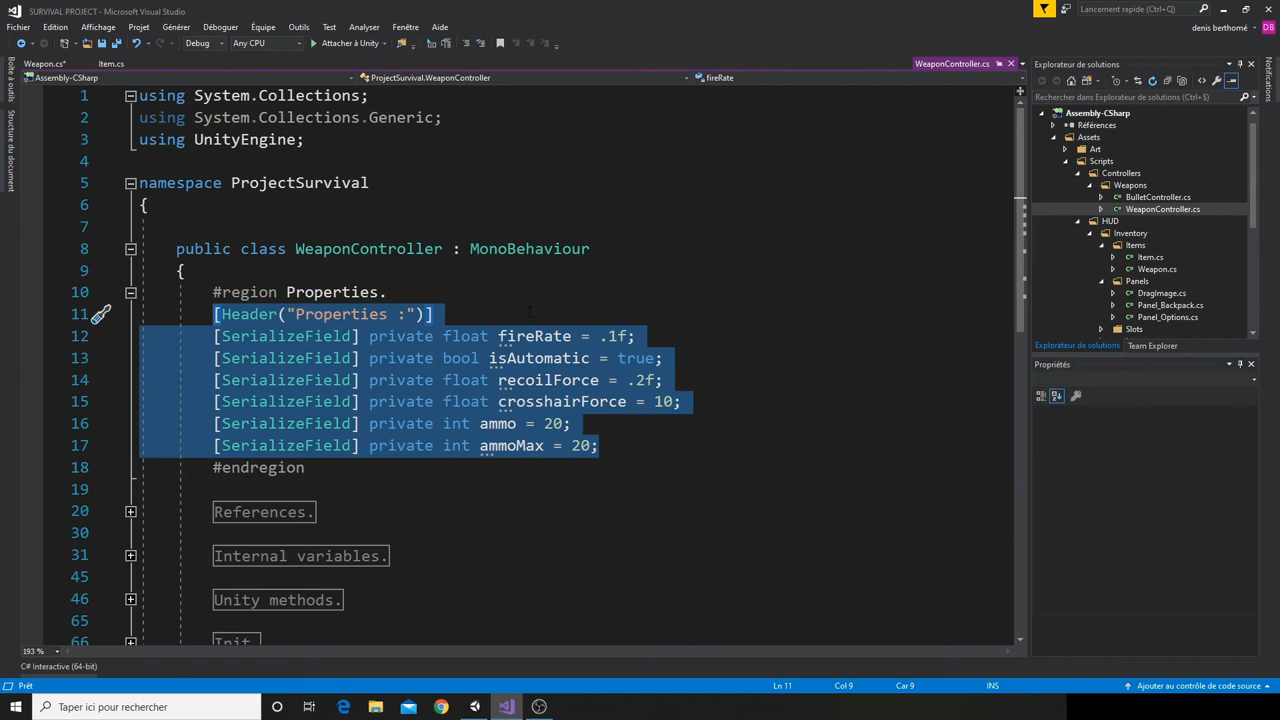 SURVIVAL PROJECT - Microsoft Visual Studio
Lancement rapide (Ctrl+Q)
Fichier Edition Affichage Projet Générer Déboguer Équipe Outils Test Analyser Fenêtre Aide
denis berthomé DB
Debug Any CPU Attacher à Unity
Weapon.cs* Item.cs WeaponController.cs
Assembly-CSharp ProjectSurvival.WeaponController fireRate
Boîte à outils
Structure du document
1 using System.Collections;
2 using System.Collections.Generic;
3 using UnityEngine;
4
5 namespace ProjectSurvival
6 {
7
8 public class WeaponController : MonoBehaviour
9 {
10 #region Properties.
11 [Header("Properties :")]
12 [SerializeField] private float fireRate = .1f;
13 [SerializeField] private bool isAutomatic = true;
14 [SerializeField] private float recoilForce = .2f;
15 [SerializeField] private float crosshairForce = 10;
16 [SerializeField] private int ammo = 20;
17 [SerializeField] private int ammoMax = 20;
18 #endregion
19
20 References.
30
31 Internal variables.
45
46 Unity methods.
65
66 Init.
193 %
C# Interactive (64-bit)
Explorateur de solutions
Rechercher dans Explorateur de solutions (Ctrl+$)
Assembly-CSharp
Références
Assets
Art
Scripts
Controllers
Weapons
BulletController.cs
WeaponController.cs
HUD
Inventory
Items
Item.cs
Weapon.cs
Panels
DragImage.cs
Panel_Backpack.cs
Panel_Options.cs
Slots
Explorateur de solutions Team Explorer
Propriétés
Notifications
Prêt Ln 11 Col 9 Car 9 INS Ajouter au contrôle de code source
Taper ici pour rechercher